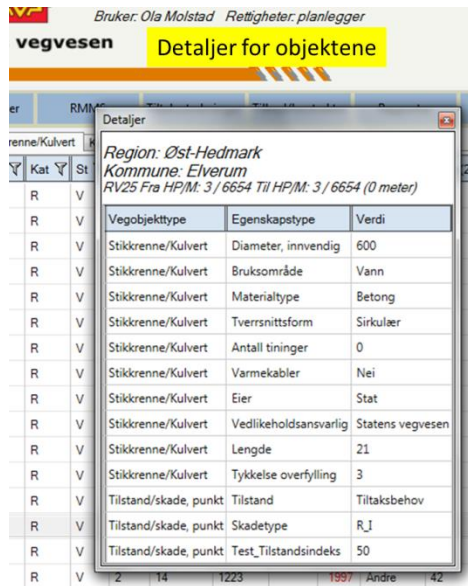 Bruker: Ola Molstad Rettigheter: planlegger
vegvesen
Detaljer for objektene
Detaljer
Region: Øst-Hedmark
Kommune: Elverum
RV25 Fra HP/M: 3 / 6654 Til HP/M: 3 / 6654 (0 meter)
Kat St
Vegobjekttype Egenskapstype Verdi
R V Stikkrenne/Kulvert Diameter, innvendig 600
R V Stikkrenne/Kulvert Bruksområde Vann
R V Stikkrenne/Kulvert Materialtype Betong
R V Stikkrenne/Kulvert Tverrsnittsform Sirkulær
R V Stikkrenne/Kulvert Antall tininger 0
R V Stikkrenne/Kulvert Varmekabler Nei
R V Stikkrenne/Kulvert Eier Stat
R V Stikkrenne/Kulvert Vedlikeholdsansvarlig Statens vegvesen
R V Stikkrenne/Kulvert Lengde 21
R V Stikkrenne/Kulvert Tykkelse overfylling 3
R V Tilstand/skade, punkt Tilstand Tiltaksbehov
R V Tilstand/skade, punkt Skadetype R_I
R V Tilstand/skade, punkt Test_Tilstandsindeks 50
R V 2 14 1223 1997 Andre 42